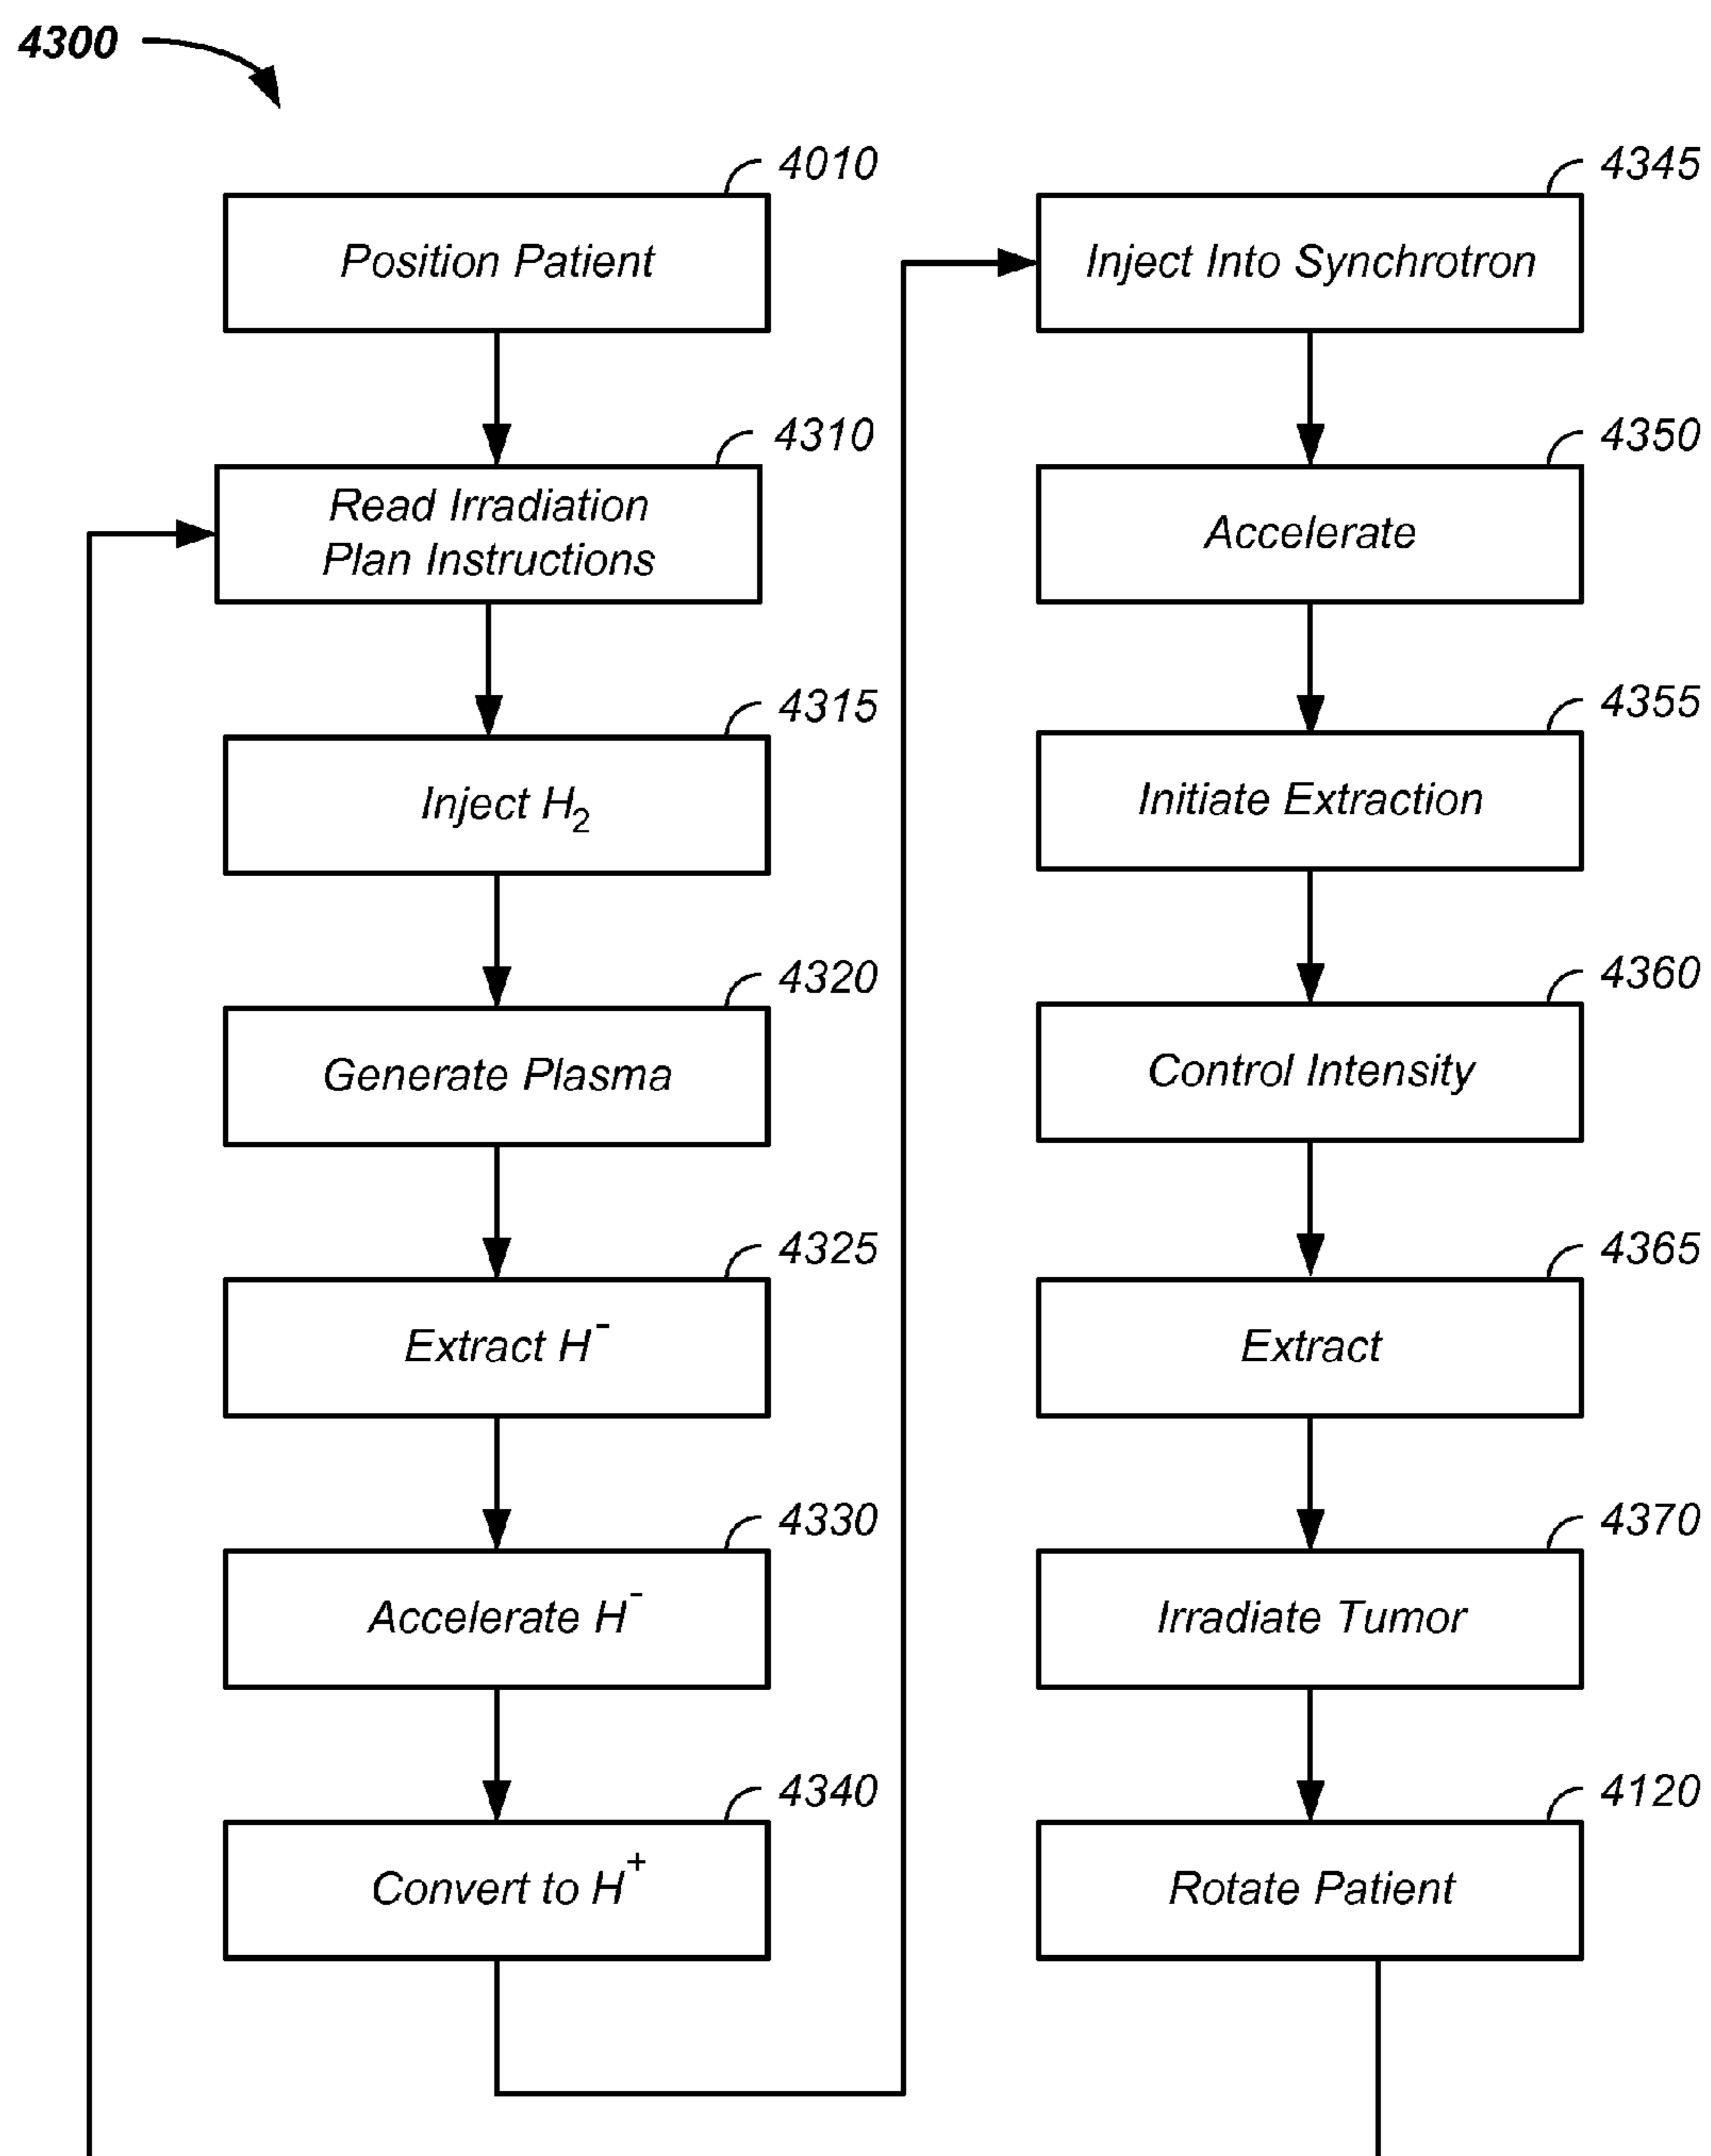 4300
4010
Position Patient
4310
Read Irradiation
Plan Instructions
4315
Inject H₂
4320
Generate Plasma
4325
Extract H⁻
4330
Accelerate H⁻
4340
Convert to H⁺
4345
Inject Into Synchrotron
4350
Accelerate
4355
Initiate Extraction
4360
Control Intensity
4365
Extract
4370
Irradiate Tumor
4120
Rotate Patient